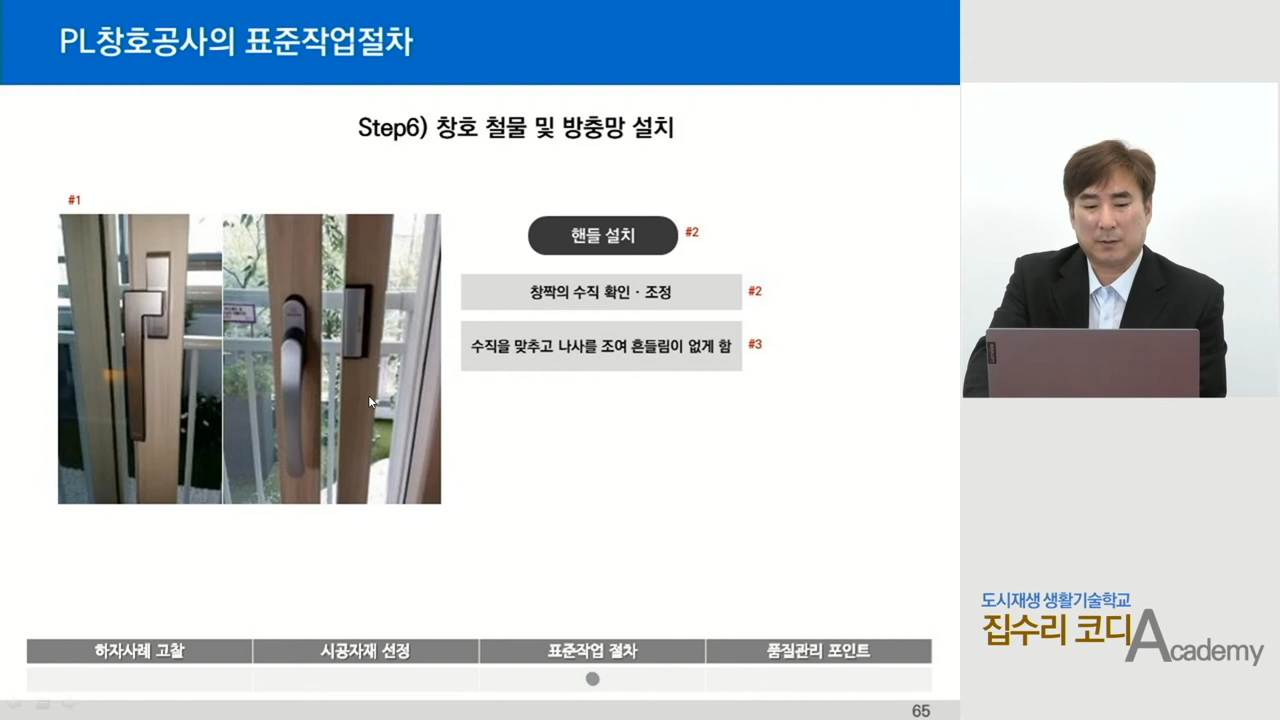 PL창호공사의 표준작업절차
Step6) 창호 철물 및 방충망 설치
#1
핸들 설치 #2
창짝의 수직 확인 · 조정 #2
수직을 맞추고 나사를 조여 흔들림이 없게 함 #3
하자사례 고찰 시공자재 선정 표준작업 절차 품질관리 포인트
65
도시재생 생활기술학교
집수리 코디Academy
Lenovo